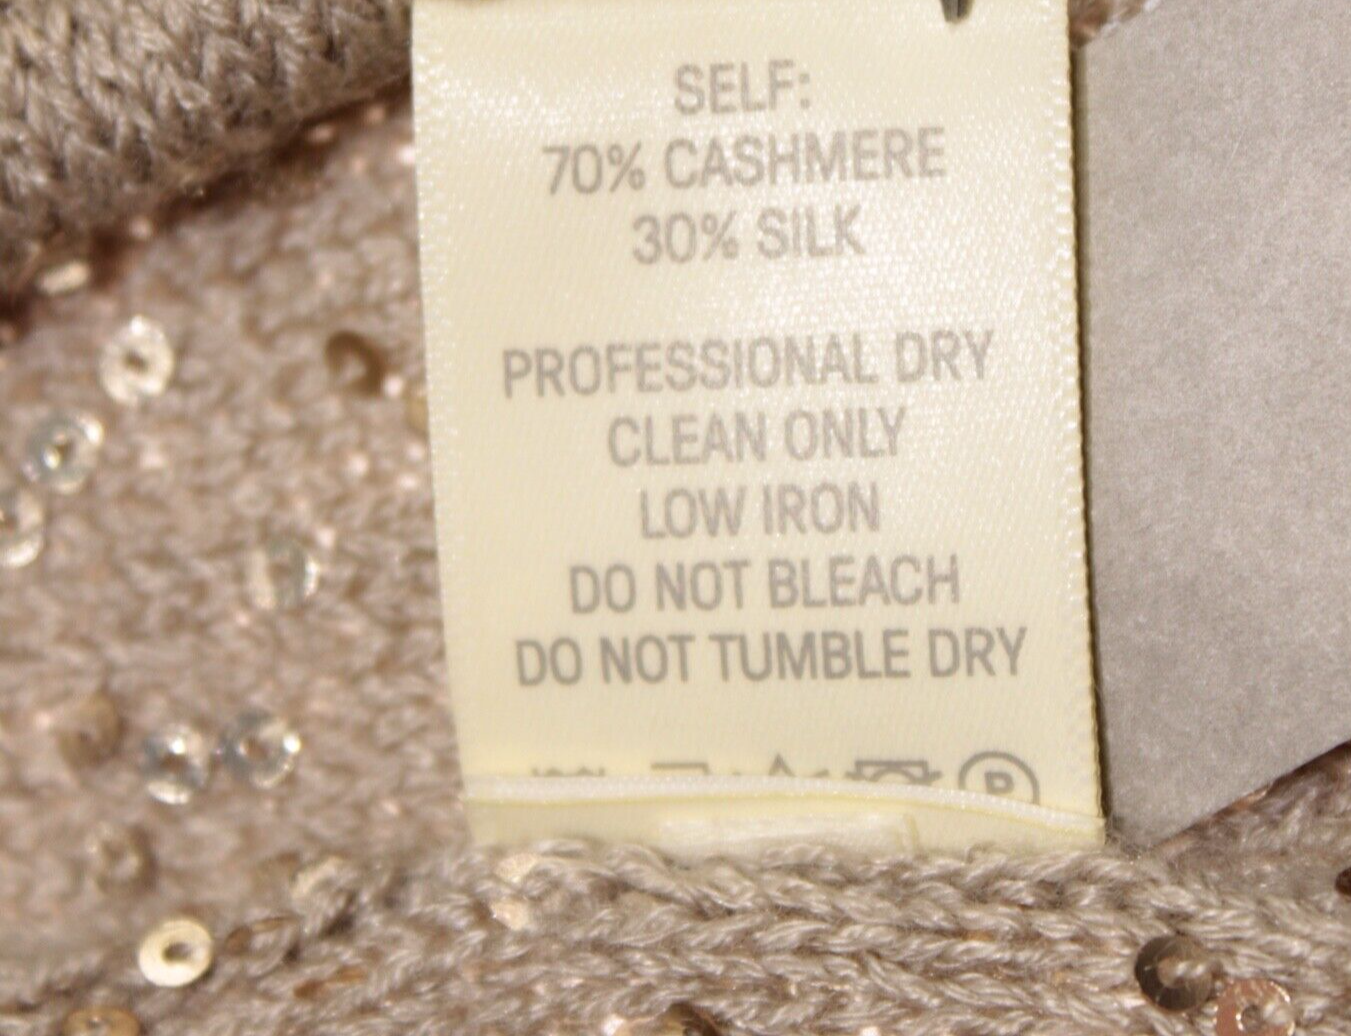 SELF:
70% CASHMERE
30% SILK
PROFESSIONAL DRY
CLEAN ONLY
LOW IRON
DO NOT BLEACH
DO NOT TUMBLE DRY
P